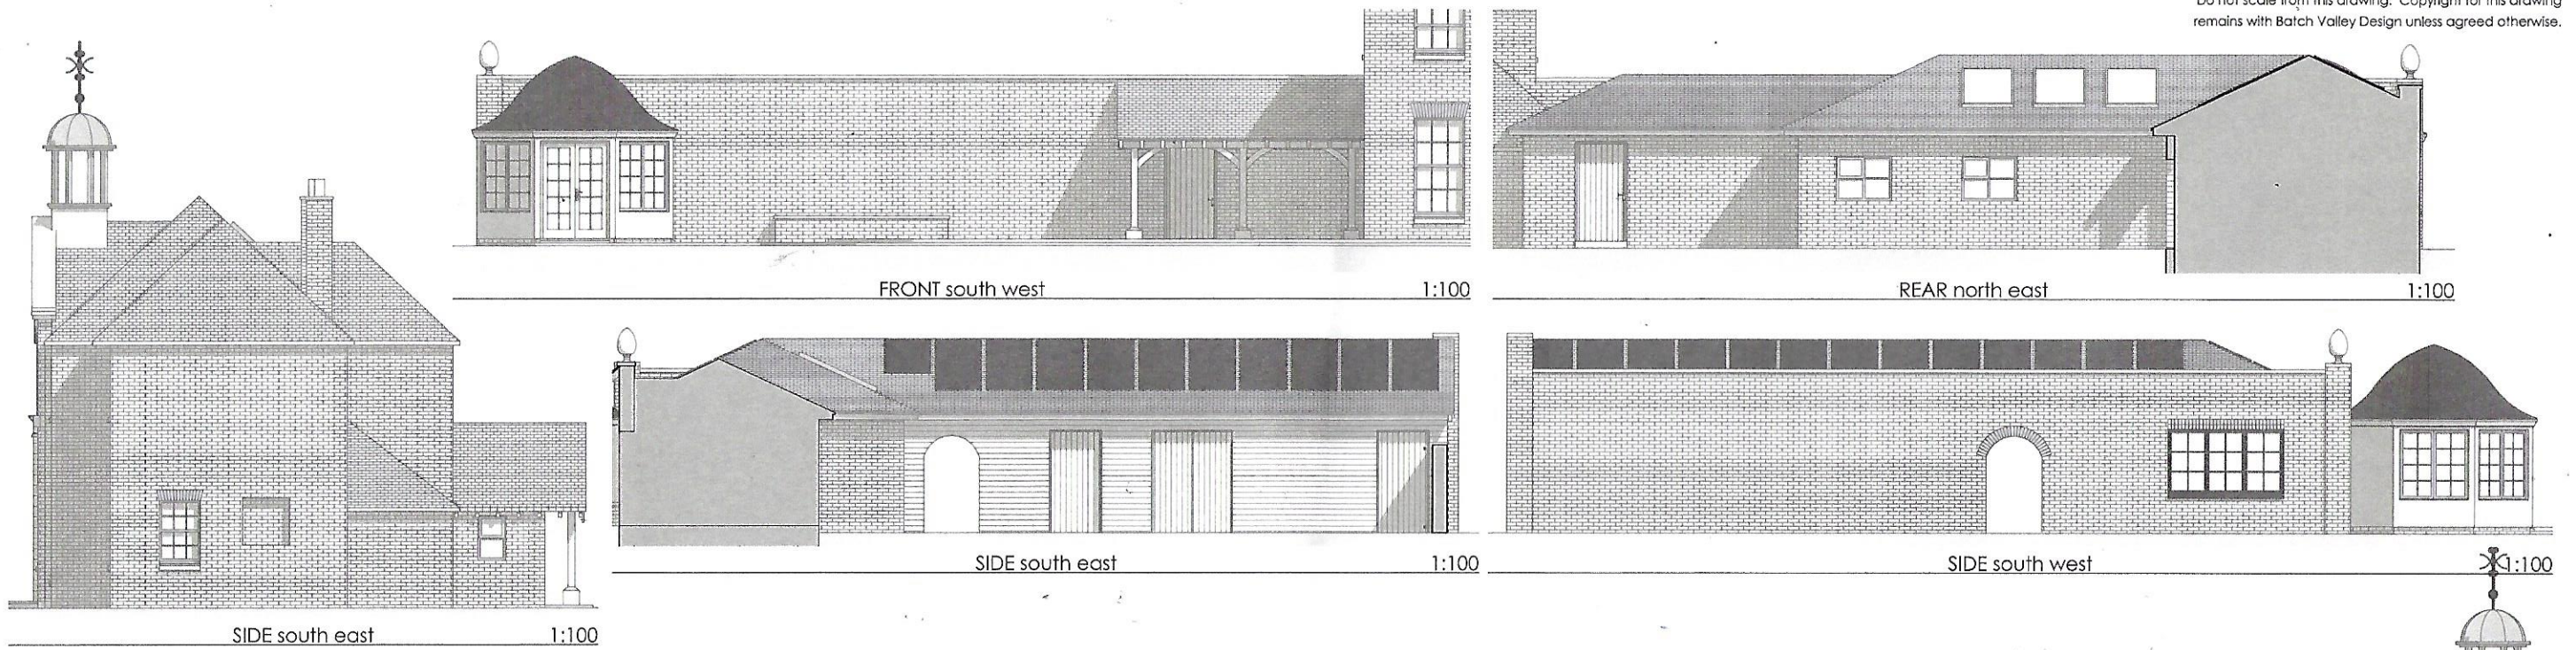 Do not scale from this drawing. Copyright for this drawing
remains with Batch Valley Design unless agreed otherwise.
FRONT south west 1:100
REAR north east 1:100
SIDE south east 1:100
SIDE south west 1:100
SIDE south east 1:100